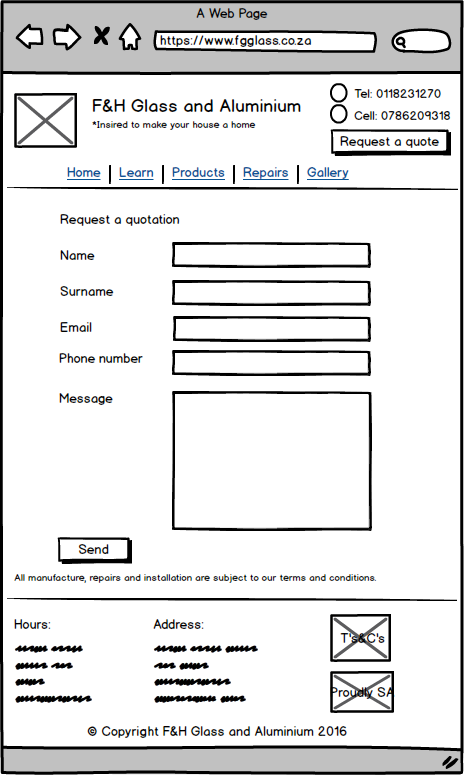 A Web Page
https://www.fgglass.co.za
F&H Glass and Aluminium
*Insired to make your house a home
Tel: 0118231270
Cell: 0786209318
Request a quote
Home | Learn | Products | Repairs | Gallery
Request a quotation
Name
Surname
Email
Phone number
Message
Send
All manufacture, repairs and installation are subject to our terms and conditions.
Hours:
Address:
T's&C's
Proudly SA
© Copyright F&H Glass and Aluminium 2016